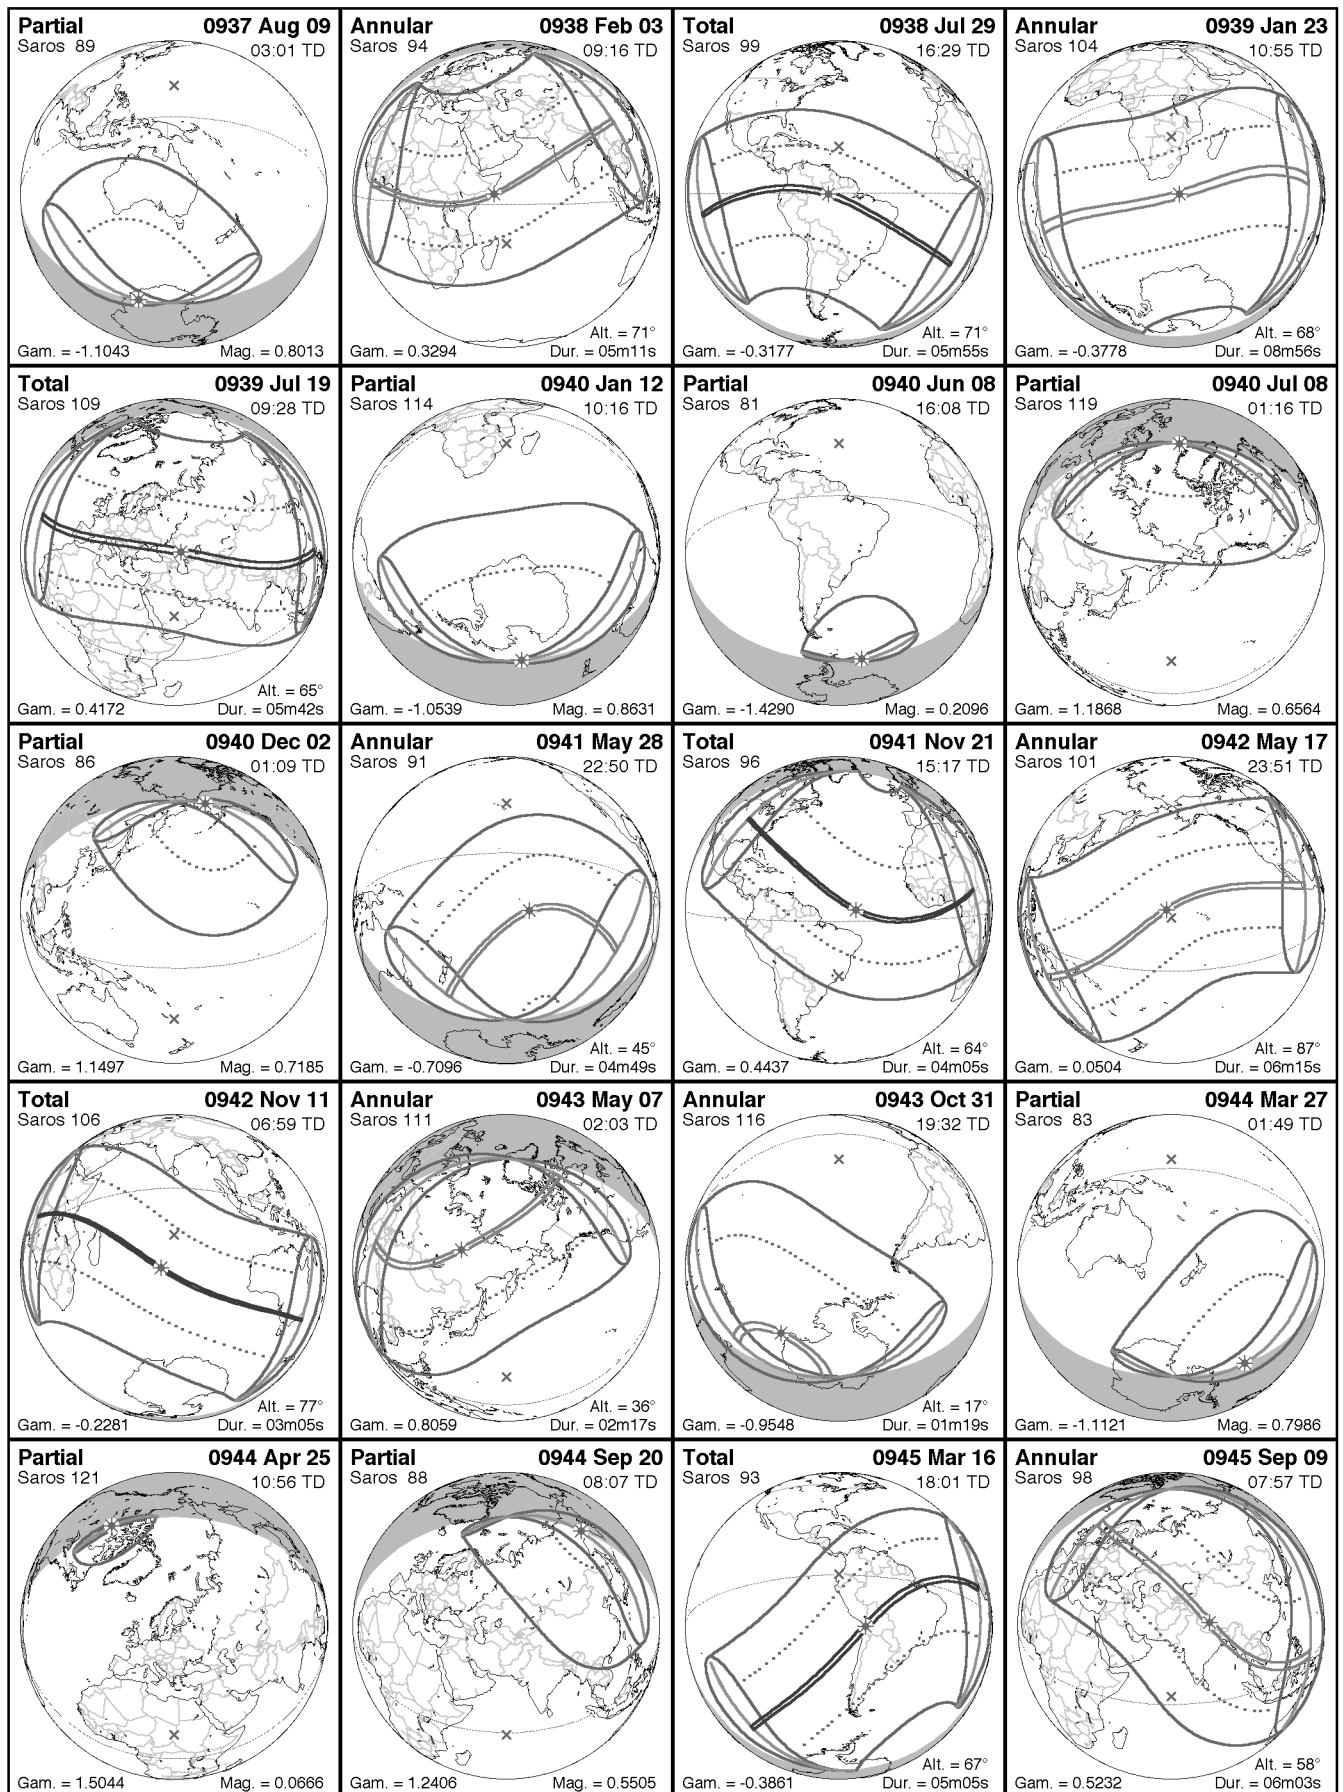 Partial 0937 Aug 09
Saros 89 03:01 TD
Gam. = -1.1043 Mag. = 0.8013
Annular 0938 Feb 03
Saros 94 09:16 TD
Alt. = 71°
Gam. = 0.3294 Dur. = 05m11s
Total 0938 Jul 29
Saros 99 16:29 TD
Alt. = 71°
Gam. = -0.3177 Dur. = 05m55s
Annular 0939 Jan 23
Saros 104 10:55 TD
Alt. = 68°
Gam. = -0.3778 Dur. = 08m56s
Total 0939 Jul 19
Saros 109 09:28 TD
Alt. = 65°
Gam. = 0.4172 Dur. = 05m42s
Partial 0940 Jan 12
Saros 114 10:16 TD
Gam. = -1.0539 Mag. = 0.8631
Partial 0940 Jun 08
Saros 81 16:08 TD
Gam. = -1.4290 Mag. = 0.2096
Partial 0940 Jul 08
Saros 119 01:16 TD
Gam. = 1.1868 Mag. = 0.6564
Partial 0940 Dec 02
Saros 86 01:09 TD
Gam. = 1.1497 Mag. = 0.7185
Annular 0941 May 28
Saros 91 22:50 TD
Alt. = 45°
Gam. = -0.7096 Dur. = 04m49s
Total 0941 Nov 21
Saros 96 15:17 TD
Alt. = 64°
Gam. = 0.4437 Dur. = 04m05s
Annular 0942 May 17
Saros 101 23:51 TD
Alt. = 87°
Gam. = 0.0504 Dur. = 06m15s
Total 0942 Nov 11
Saros 106 06:59 TD
Alt. = 77°
Gam. = -0.2281 Dur. = 03m05s
Annular 0943 May 07
Saros 111 02:03 TD
Alt. = 36°
Gam. = 0.8059 Dur. = 02m17s
Annular 0943 Oct 31
Saros 116 19:32 TD
Alt. = 17°
Gam. = -0.9548 Dur. = 01m19s
Partial 0944 Mar 27
Saros 83 01:49 TD
Gam. = -1.1121 Mag. = 0.7986
Partial 0944 Apr 25
Saros 121 10:56 TD
Gam. = 1.5044 Mag. = 0.0666
Partial 0944 Sep 20
Saros 88 08:07 TD
Gam. = 1.2406 Mag. = 0.5505
Total 0945 Mar 16
Saros 93 18:01 TD
Alt. = 67°
Gam. = -0.3861 Dur. = 05m05s
Annular 0945 Sep 09
Saros 98 07:57 TD
Alt. = 58°
Gam. = 0.5232 Dur. = 06m03s